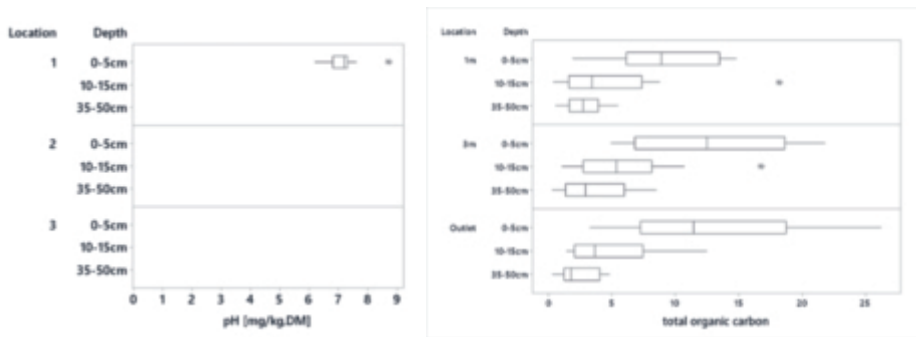 Location Depth
1 0-5cm
10-15cm
35-50cm
2 0-5cm
10-15cm
35-50cm
3 0-5cm
10-15cm
35-50cm
0 1 2 3 4 5 6 7 8 9
pH [mg/kg.DM]
Location Depth
1m 0-5cm
10-15cm
35-50cm
3m 0-5cm
10-15cm
35-50cm
Outlet 0-5cm
10-15cm
35-50cm
0 5 10 15 20 25
total organic carbon